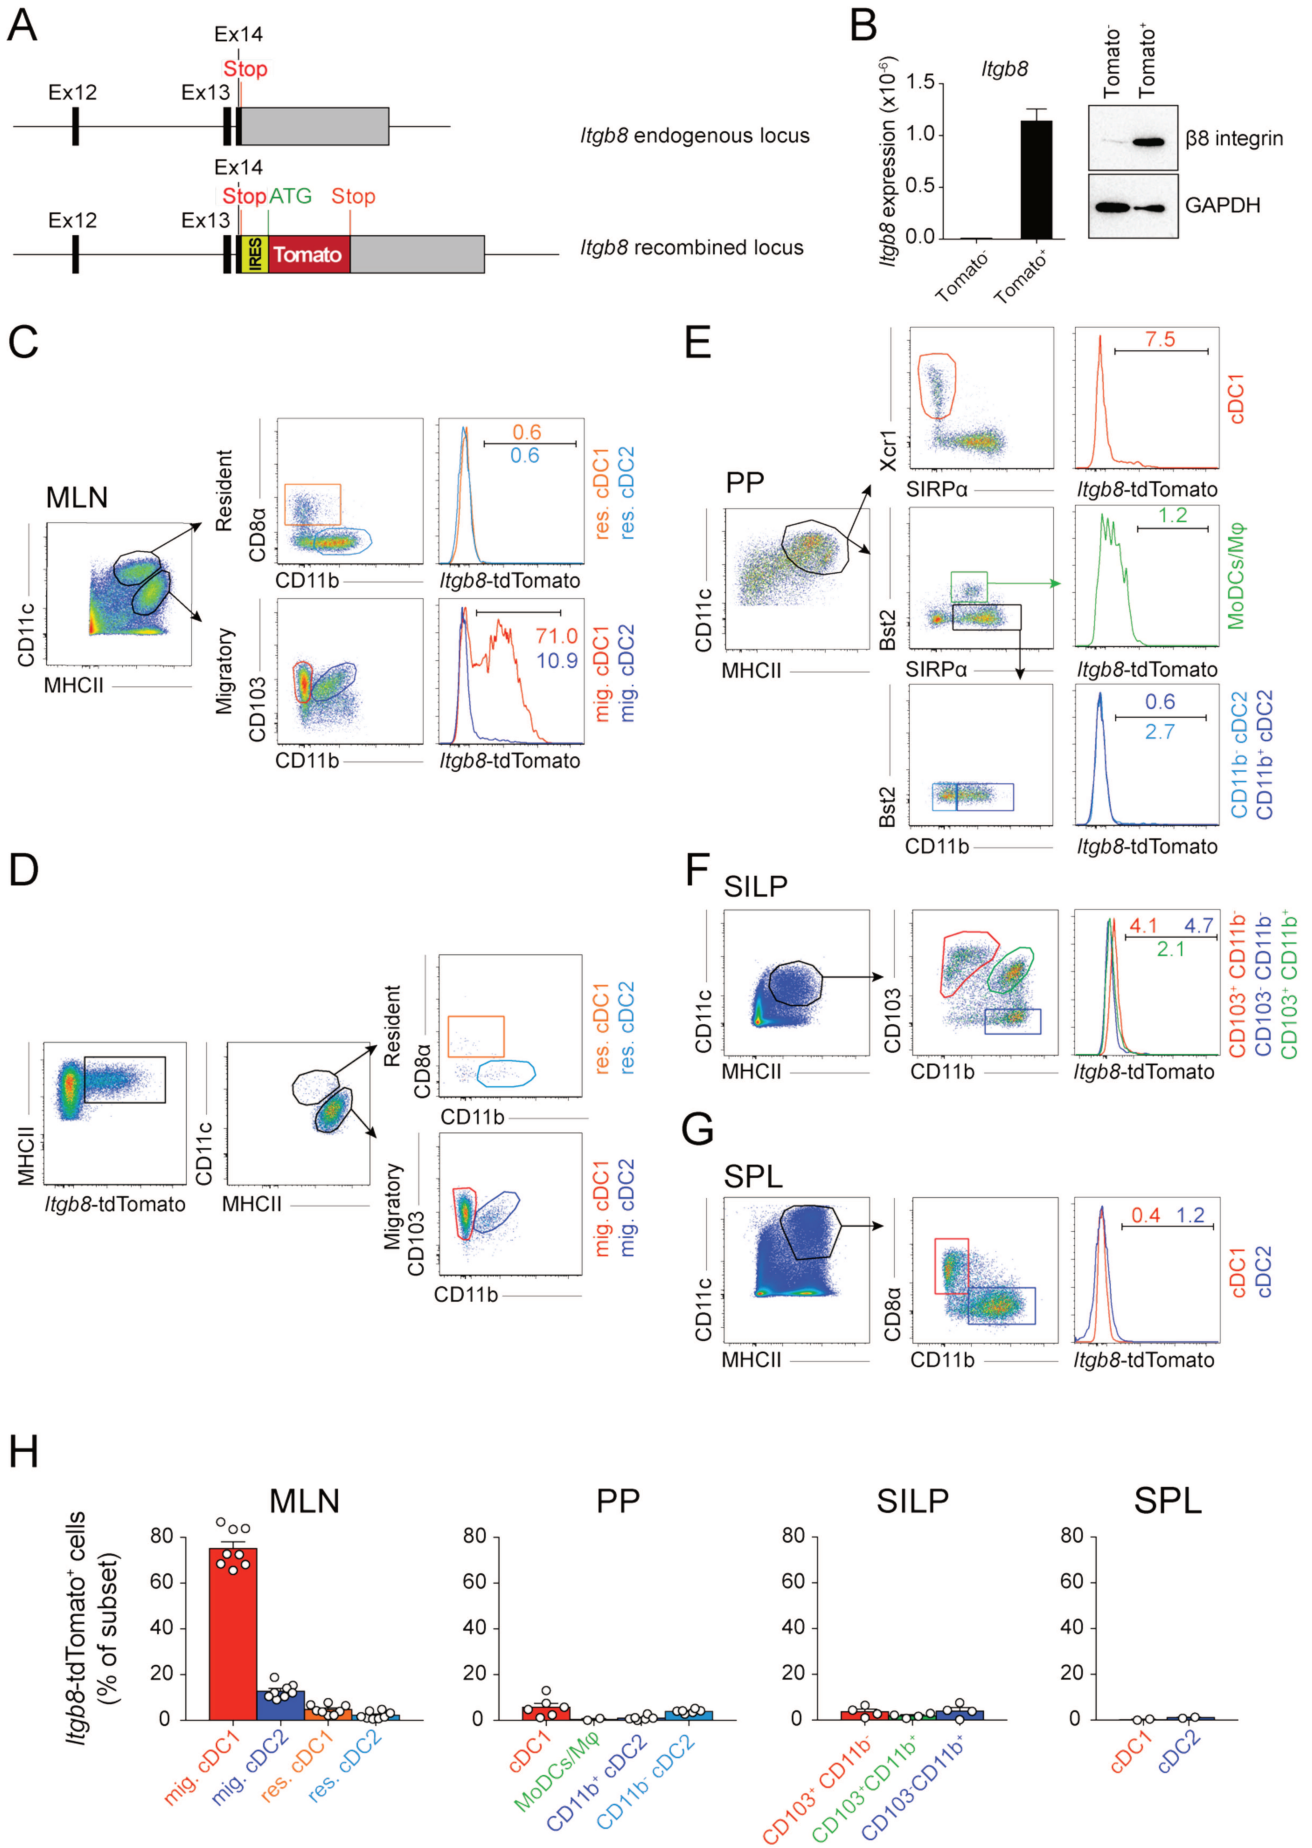 A
Ex14
Stop
Ex12
Ex13
Itgb8 endogenous locus
Ex14
Stop ATG
Stop
Ex12
Ex13
IRES
Tomato
Itgb8 recombined locus
B
Itgb8
Itgb8 expression (x10-6)
1.5
1.0
0.5
0.0
Tomato-
Tomato+
Tomato-
Tomato+
β8 integrin
GAPDH
C
MLN
CD11c
MHCII
Resident
CD8α
CD11b
0.6
0.6
Itgb8-tdTomato
res. cDC1
res. cDC2
Migratory
CD103
CD11b
71.0
10.9
Itgb8-tdTomato
mig. cDC1
mig. cDC2
D
MHCII
Itgb8-tdTomato
CD11c
MHCII
Resident
CD8α
CD11b
res. cDC1
res. cDC2
Migratory
CD103
CD11b
mig. cDC1
mig. cDC2
E
PP
CD11c
MHCII
Xcr1
SIRPα
7.5
Itgb8-tdTomato
cDC1
Bst2
SIRPα
1.2
Itgb8-tdTomato
MoDCs/Mφ
Bst2
CD11b
0.6
2.7
Itgb8-tdTomato
CD11b- cDC2
CD11b+ cDC2
F
SILP
CD11c
MHCII
CD103
CD11b
4.1 4.7
2.1
Itgb8-tdTomato
CD103+ CD11b-
CD103- CD11b-
CD103+ CD11b+
G
SPL
CD11c
MHCII
CD8α
CD11b
0.4 1.2
Itgb8-tdTomato
cDC1
cDC2
H
Itgb8-tdTomato+ cells
(% of subset)
MLN
80
60
40
20
0
mig. cDC1
mig. cDC2
res. cDC1
res. cDC2
PP
80
60
40
20
0
cDC1
MoDCs/Mφ
CD11b+ cDC2
CD11b- cDC2
SILP
80
60
40
20
0
CD103+ CD11b-
CD103+CD11b+
CD103-CD11b+
SPL
80
60
40
20
0
cDC1
cDC2